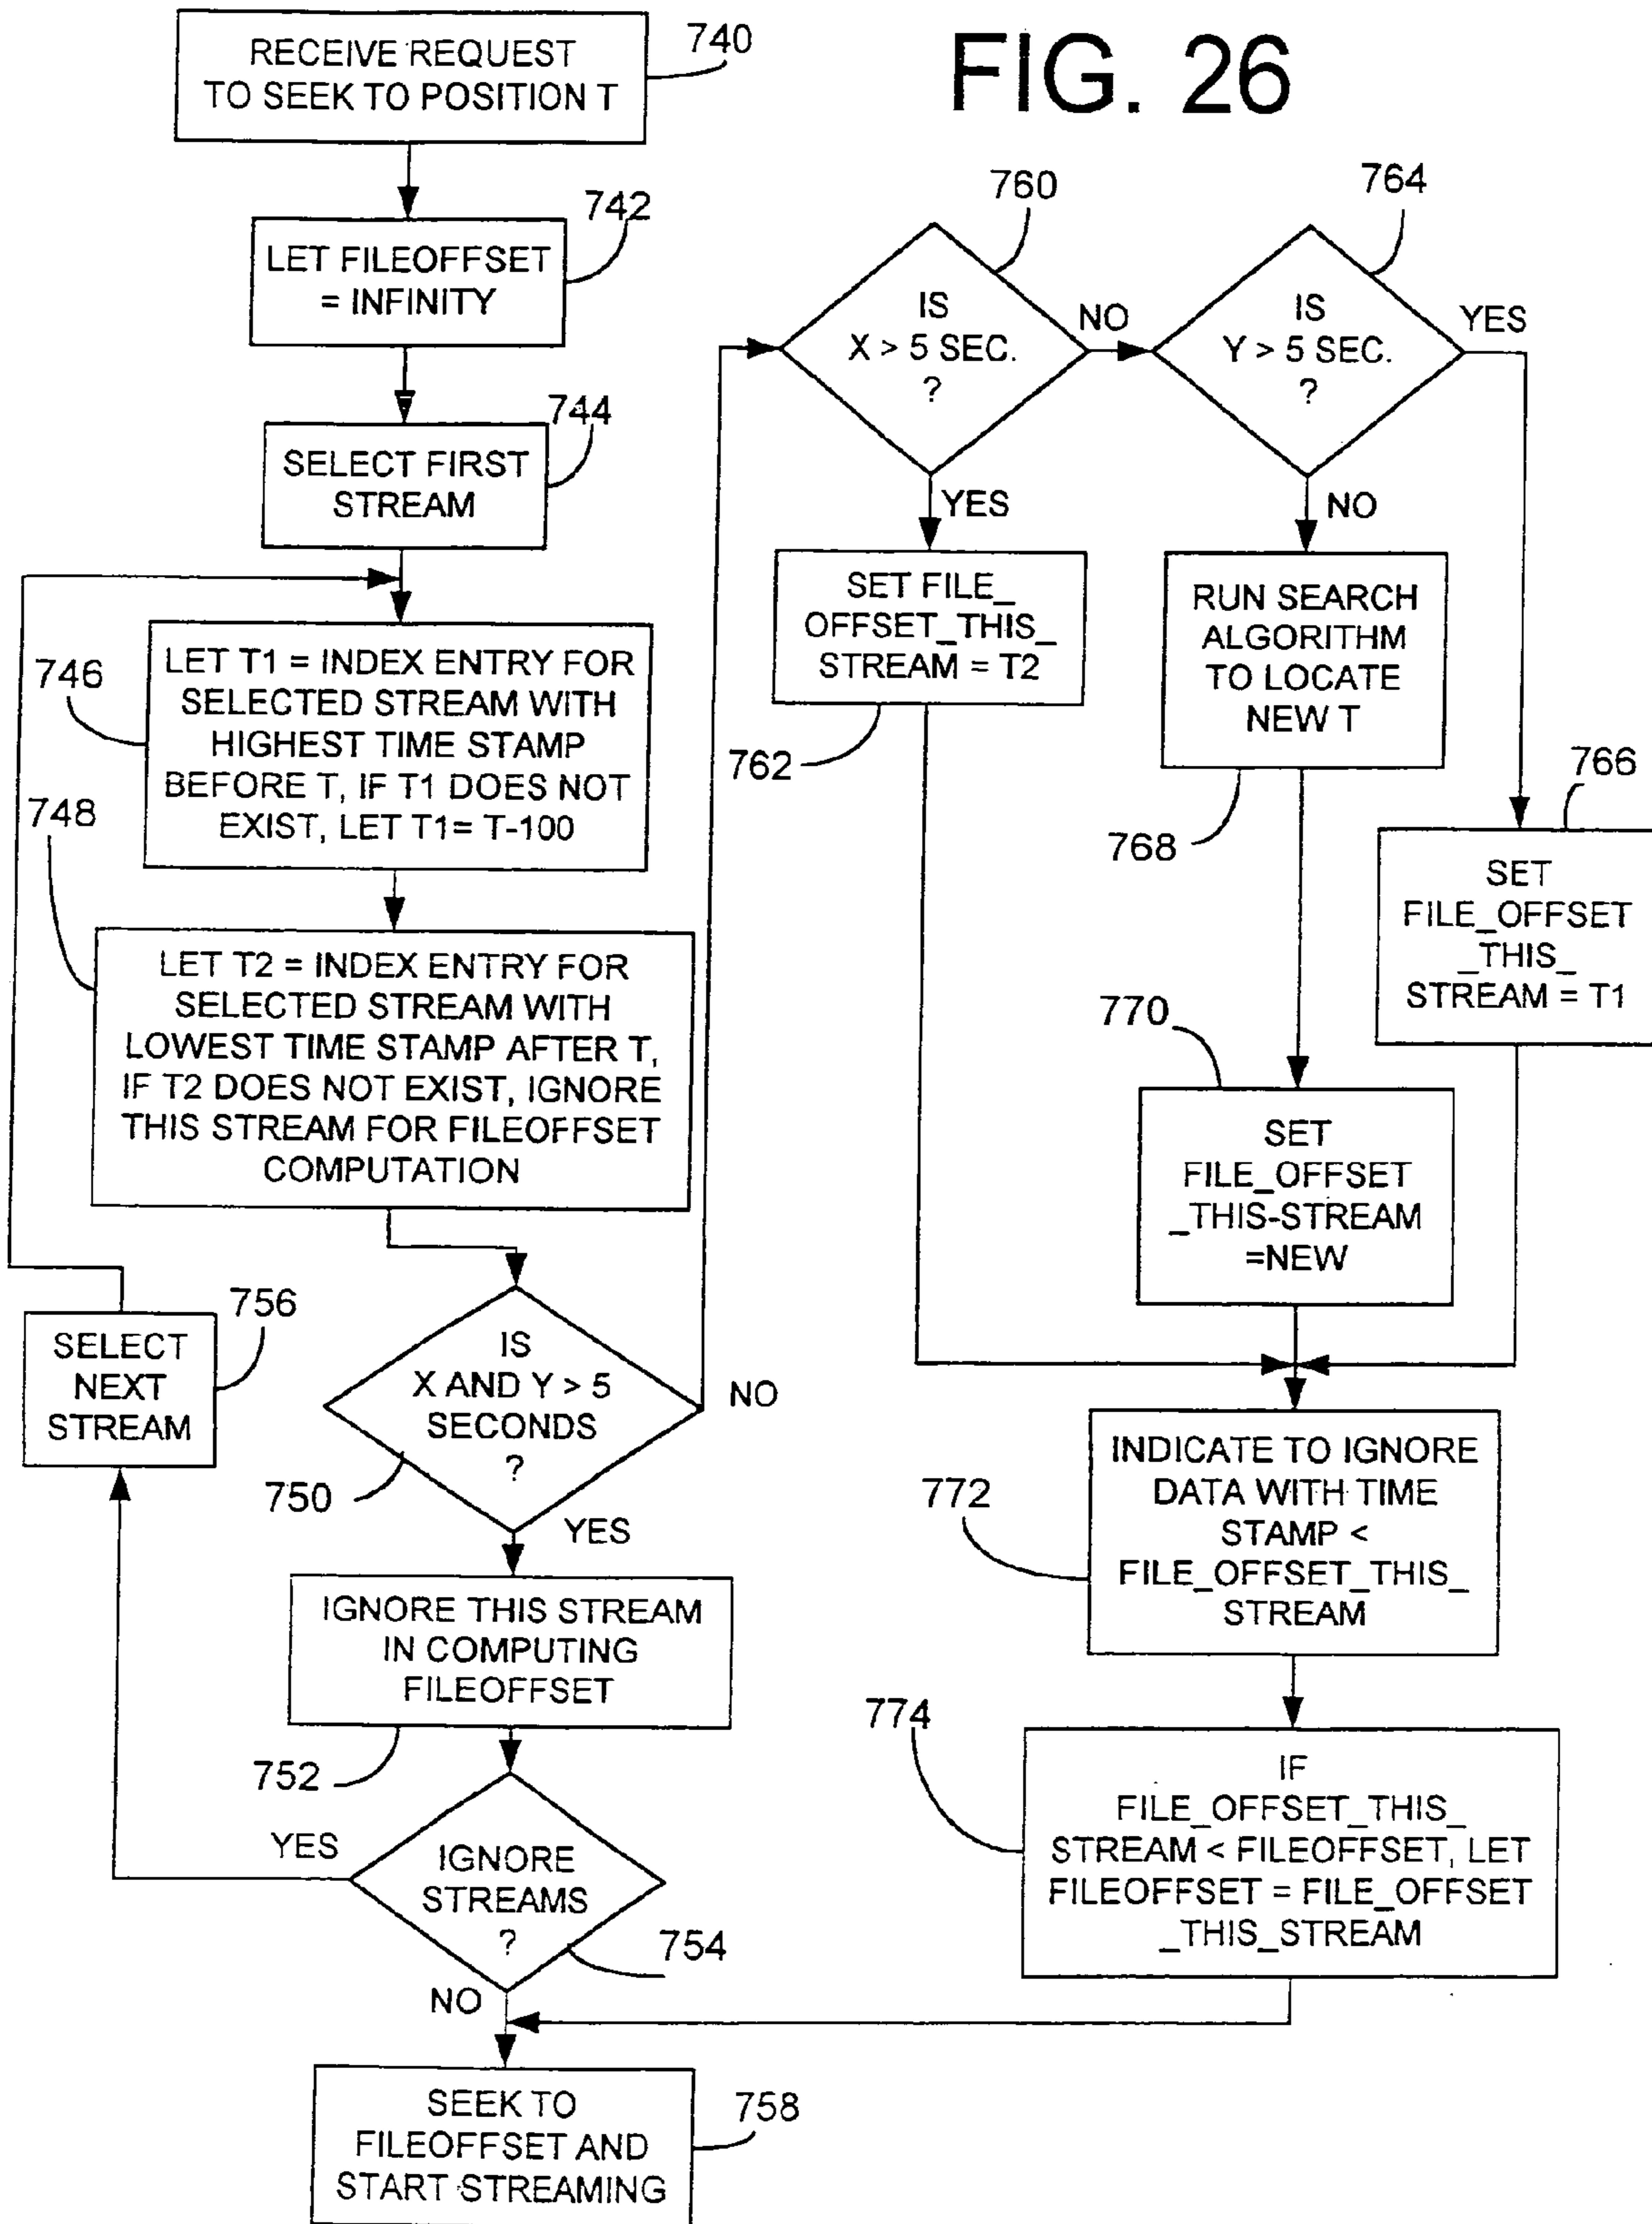 FIG. 26
740
RECEIVE REQUEST
TO SEEK TO POSITION T
742
LET FILEOFFSET
= INFINITY
744
SELECT FIRST
STREAM
746
LET T1 = INDEX ENTRY FOR
SELECTED STREAM WITH
HIGHEST TIME STAMP
BEFORE T, IF T1 DOES NOT
EXIST, LET T1= T-100
748
LET T2 = INDEX ENTRY FOR
SELECTED STREAM WITH
LOWEST TIME STAMP AFTER T,
IF T2 DOES NOT EXIST, IGNORE
THIS STREAM FOR FILEOFFSET
COMPUTATION
756
SELECT
NEXT
STREAM
IS
X AND Y > 5
SECONDS
?
NO
750
YES
IGNORE THIS STREAM
IN COMPUTING
FILEOFFSET
752
YES
IGNORE
STREAMS
?
754
NO
SEEK TO
FILEOFFSET AND
START STREAMING
758
760
IS
X > 5 SEC.
?
NO
YES
SET FILE_
OFFSET_THIS_
STREAM = T2
762
764
IS
Y > 5 SEC.
?
YES
NO
RUN SEARCH
ALGORITHM
TO LOCATE
NEW T
768
766
SET
FILE_OFFSET
_THIS_
STREAM = T1
770
SET
FILE_OFFSET
_THIS-STREAM
=NEW
772
INDICATE TO IGNORE
DATA WITH TIME
STAMP <
FILE_OFFSET_THIS_
STREAM
774
IF
FILE_OFFSET_THIS_
STREAM < FILEOFFSET, LET
FILEOFFSET = FILE_OFFSET
_THIS_STREAM